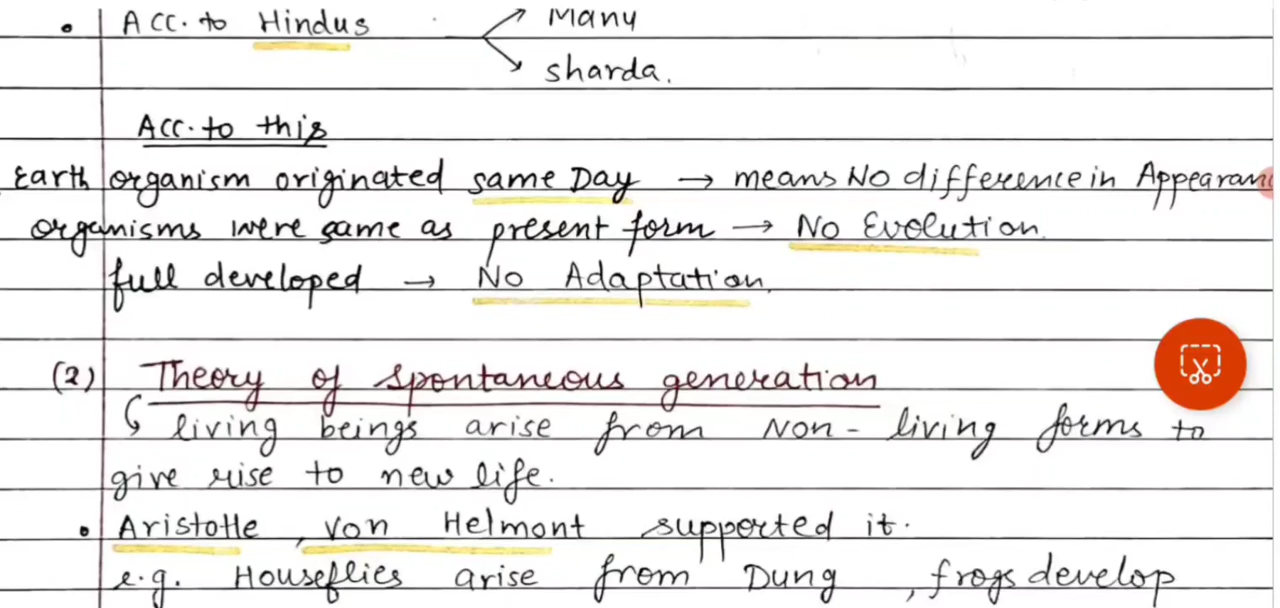 Acc. to Hindus Many
sharda.
Acc. to this
Earth organism originated same Day → means No difference in Appearan
organisms were same as present form → No Evolution.
full developed → No Adaptation.
(2) Theory of spontaneous generation
living beings arise from Non-living forms to
give rise to new life.
• Aristotle, von Helmont supported it.
e.g. Houseflies arise from Dung, frogs develop